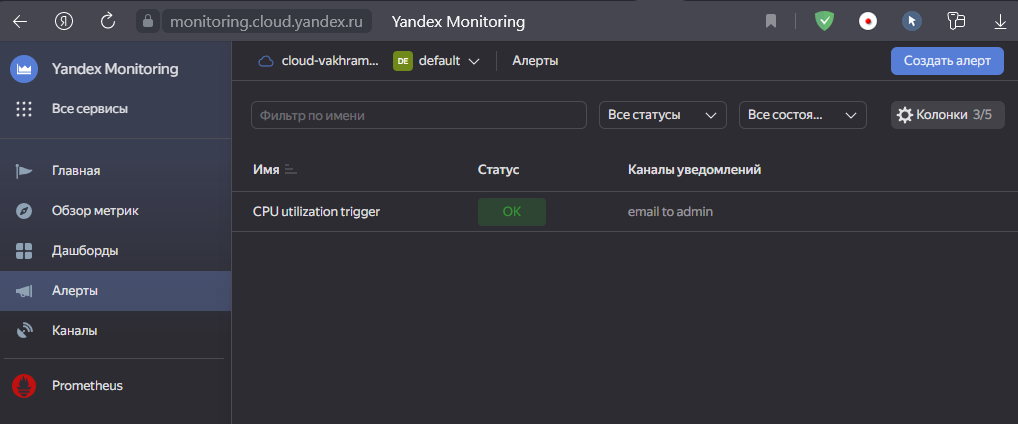 Я monitoring.cloud.yandex.ru Yandex Monitoring
Yandex Monitoring
Все сервисы
Главная
Обзор метрик
Дашборды
Алерты
Каналы
Prometheus
cloud-vakhram... DE default Алерты Создать алерт
Фильтр по имени Все статусы Все состоя... Колонки 3/5
Имя Статус Каналы уведомлений
CPU utilization trigger OK email to admin